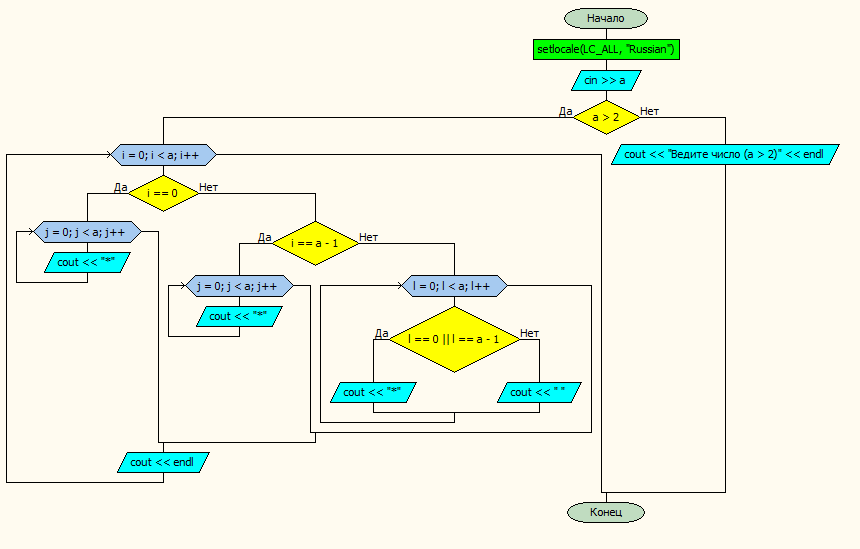 Начало
setlocale(LC_ALL, "Russian")
cin >> a
Да
a > 2
Нет
i = 0; i < a; i++
cout << "Ведите число (a > 2)" << endl
Да
i == 0
Нет
j = 0; j < a; j++
cout << "*"
Да
i == a - 1
Нет
j = 0; j < a; j++
cout << "*"
l = 0; l < a; l++
Да
l == 0 || l == a - 1
Нет
cout << "*"
cout << " "
cout << endl
Конец